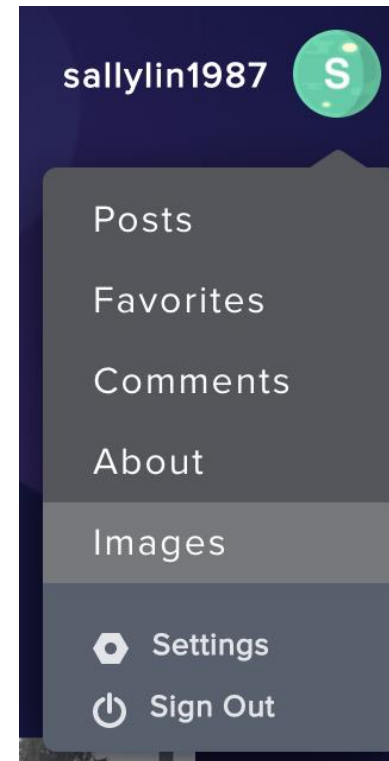 sallylin1987 S
Posts
Favorites
Comments
About
Images
Settings
Sign Out